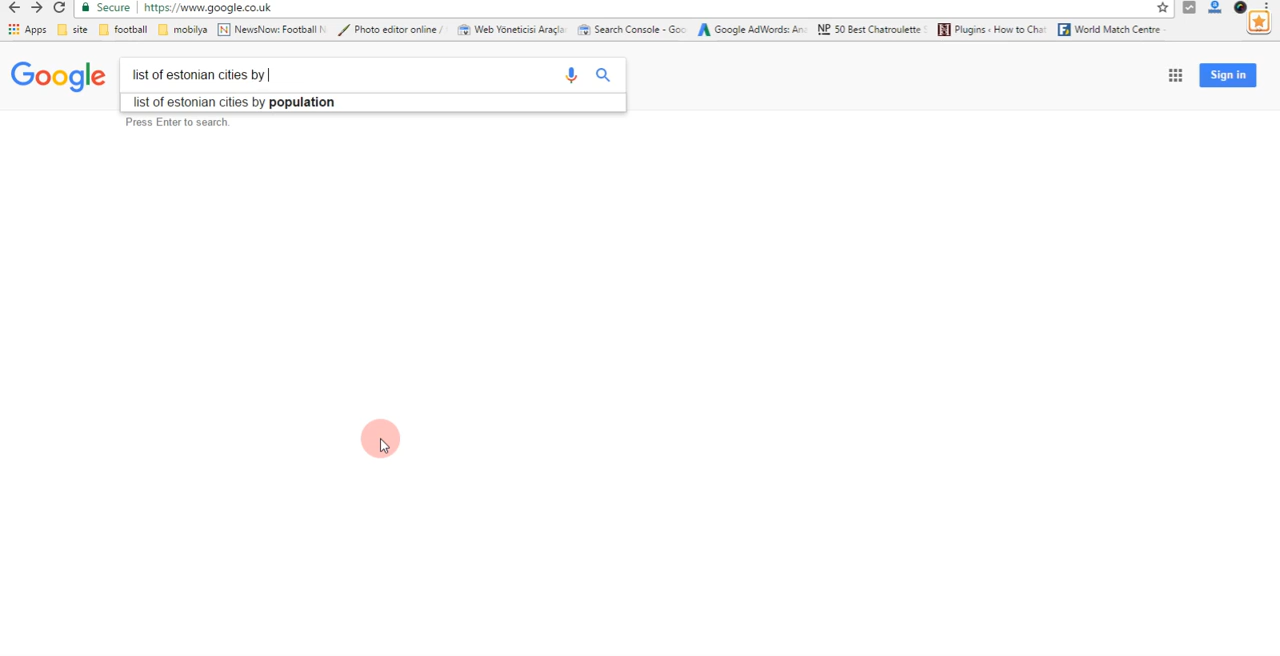 Secure https://www.google.co.uk
Apps site football mobilya NewsNow: Football N Photo editor online / Web Yöneticisi Araçla Search Console - Goo Google AdWords: Ana NP 50 Best Chatroulette S Plugins ‹ How to Chat World Match Centre -
Google list of estonian cities by Sign in
list of estonian cities by population
Press Enter to search.